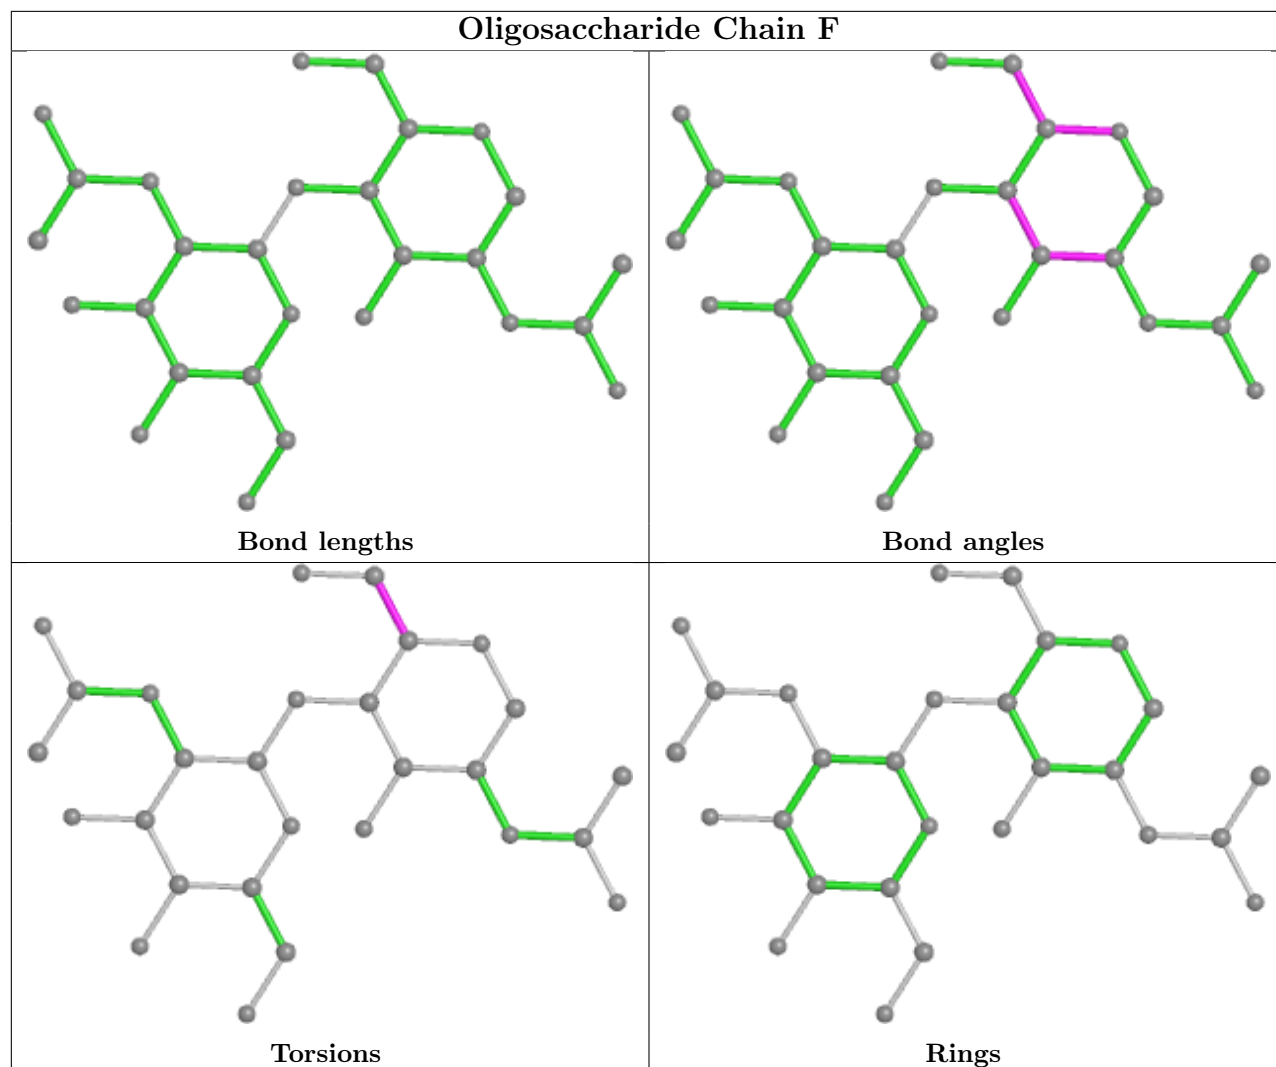 Oligosaccharide Chain F
Bond lengths
Bond angles
Torsions
Rings